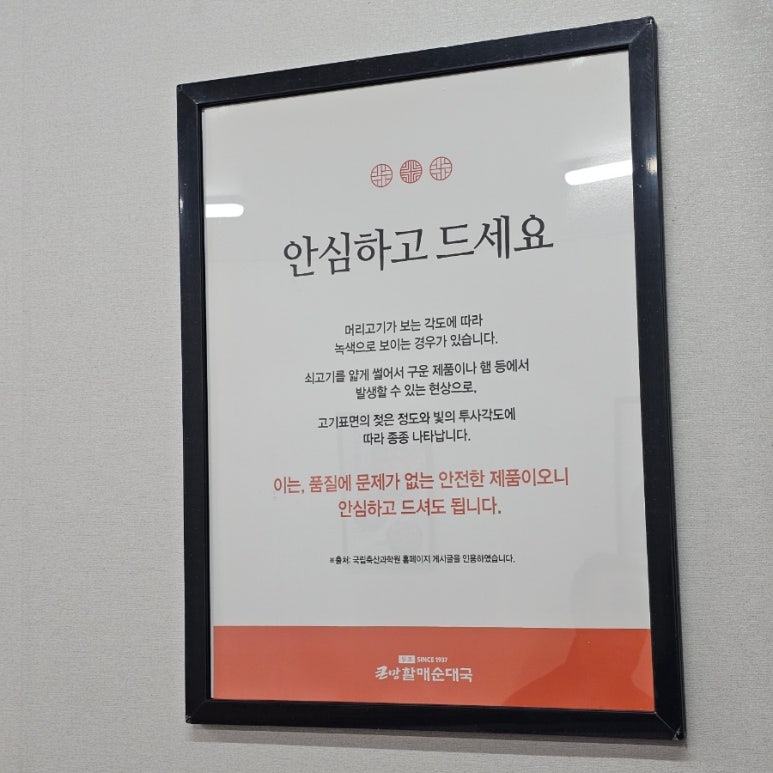 안심하고 드세요
머리고기가 보는 각도에 따라
녹색으로 보이는 경우가 있습니다.
쇠고기를 얇게 썰어서 구운 제품이나 햄 등에서
발생할 수 있는 현상으로,
고기표면의 젖은 정도와 빛의 투사각도에
따라 종종 나타납니다.
이는, 품질에 문제가 없는 안전한 제품이오니
안심하고 드셔도 됩니다.
※출처: 국립축산과학원 홈페이지 게시글을 인용하였습니다.
SINCE 1937
큰맘할매순대국